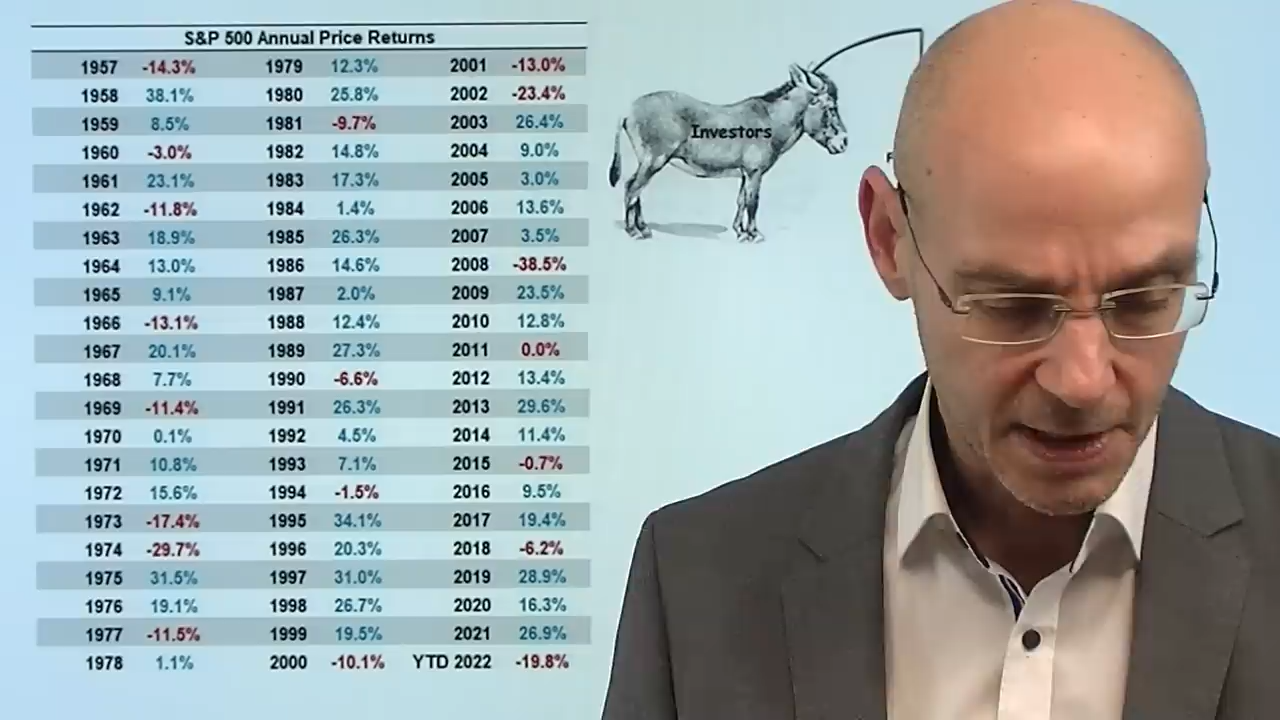 S&P 500 Annual Price Returns
1957 -14.3% 1979 12.3% 2001 -13.0%
1958 38.1% 1980 25.8% 2002 -23.4%
1959 8.5% 1981 -9.7% 2003 26.4%
1960 -3.0% 1982 14.8% 2004 9.0%
1961 23.1% 1983 17.3% 2005 3.0%
1962 -11.8% 1984 1.4% 2006 13.6%
1963 18.9% 1985 26.3% 2007 3.5%
1964 13.0% 1986 14.6% 2008 -38.5%
1965 9.1% 1987 2.0% 2009 23.5%
1966 -13.1% 1988 12.4% 2010 12.8%
1967 20.1% 1989 27.3% 2011 0.0%
1968 7.7% 1990 -6.6% 2012 13.4%
1969 -11.4% 1991 26.3% 2013 29.6%
1970 0.1% 1992 4.5% 2014 11.4%
1971 10.8% 1993 7.1% 2015 -0.7%
1972 15.6% 1994 -1.5% 2016 9.5%
1973 -17.4% 1995 34.1% 2017 19.4%
1974 -29.7% 1996 20.3% 2018 -6.2%
1975 31.5% 1997 31.0% 2019 28.9%
1976 19.1% 1998 26.7% 2020 16.3%
1977 -11.5% 1999 19.5% 2021 26.9%
1978 1.1% 2000 -10.1% YTD 2022 -19.8%
Investors